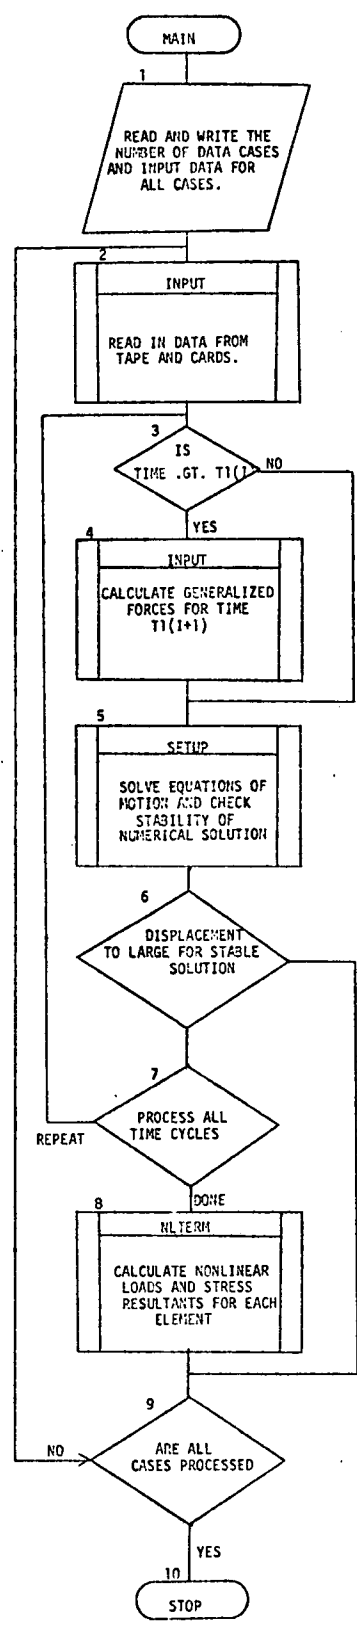 MAIN
1
READ AND WRITE THE
NUMBER OF DATA CASES
AND INPUT DATA FOR
ALL CASES.
2
INPUT
READ IN DATA FROM
TAPE AND CARDS.
3
IS
TIME .GT. T1(I
NO
YES
4
INPUT
CALCULATE GENERALIZED
FORCES FOR TIME
T1(I+1)
5
SETUP
SOLVE EQUATIONS OF
MOTION AND CHECK
STABILITY OF
NUMERICAL SOLUTION
6
DISPLACEMENT
TO LARGE FOR STABLE
SOLUTION
7
PROCESS ALL
TIME CYCLES
REPEAT
DONE
8
NLTERM
CALCULATE NONLINEAR
LOADS AND STRESS
RESULTANTS FOR EACH
ELEMENT
9
ARE ALL
CASES PROCESSED
NO
YES
10
STOP